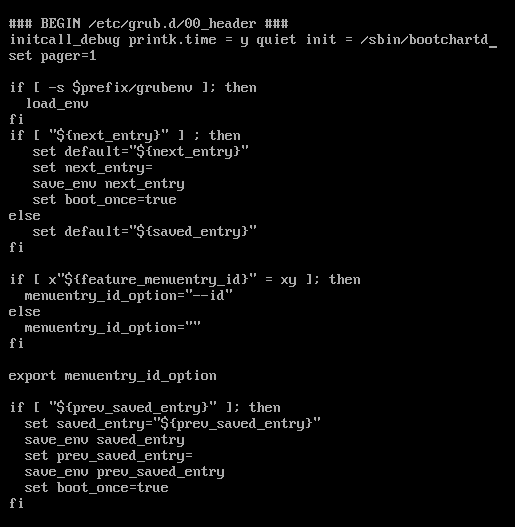 ### BEGIN /etc/grub.d/00_header ###
initcall_debug printk.time = y quiet init = /sbin/bootchartd_
set pager=1

if [ -s $prefix/grubenv ]; then
  load_env
fi
if [ "${next_entry}" ] ; then
   set default="${next_entry}"
   set next_entry=
   save_env next_entry
   set boot_once=true
else
   set default="${saved_entry}"
fi

if [ x"${feature_menuentry_id}" = xy ]; then
  menuentry_id_option="--id"
else
  menuentry_id_option=""
fi

export menuentry_id_option

if [ "${prev_saved_entry}" ]; then
  set saved_entry="${prev_saved_entry}"
  save_env saved_entry
  set prev_saved_entry=
  save_env prev_saved_entry
  set boot_once=true
fi